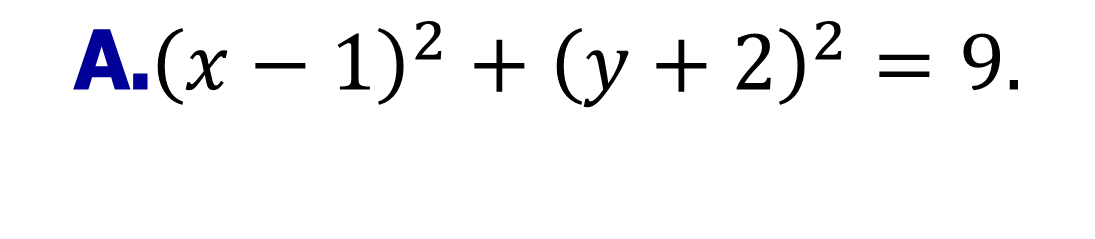 A.(x − 1)² + (y + 2)² = 9.